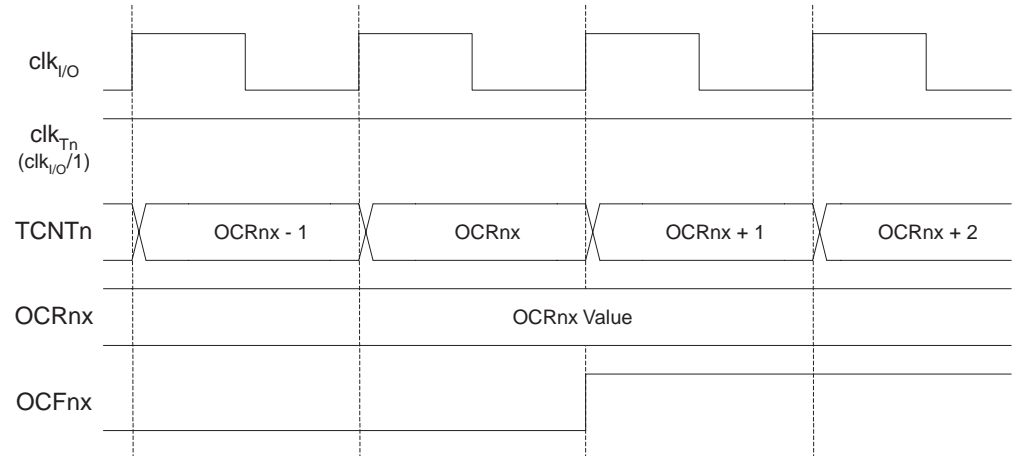 clkI/O
clkTn
(clkI/O/1)
TCNTn OCRnx - 1 OCRnx OCRnx + 1 OCRnx + 2
OCRnx OCRnx Value
OCFnx